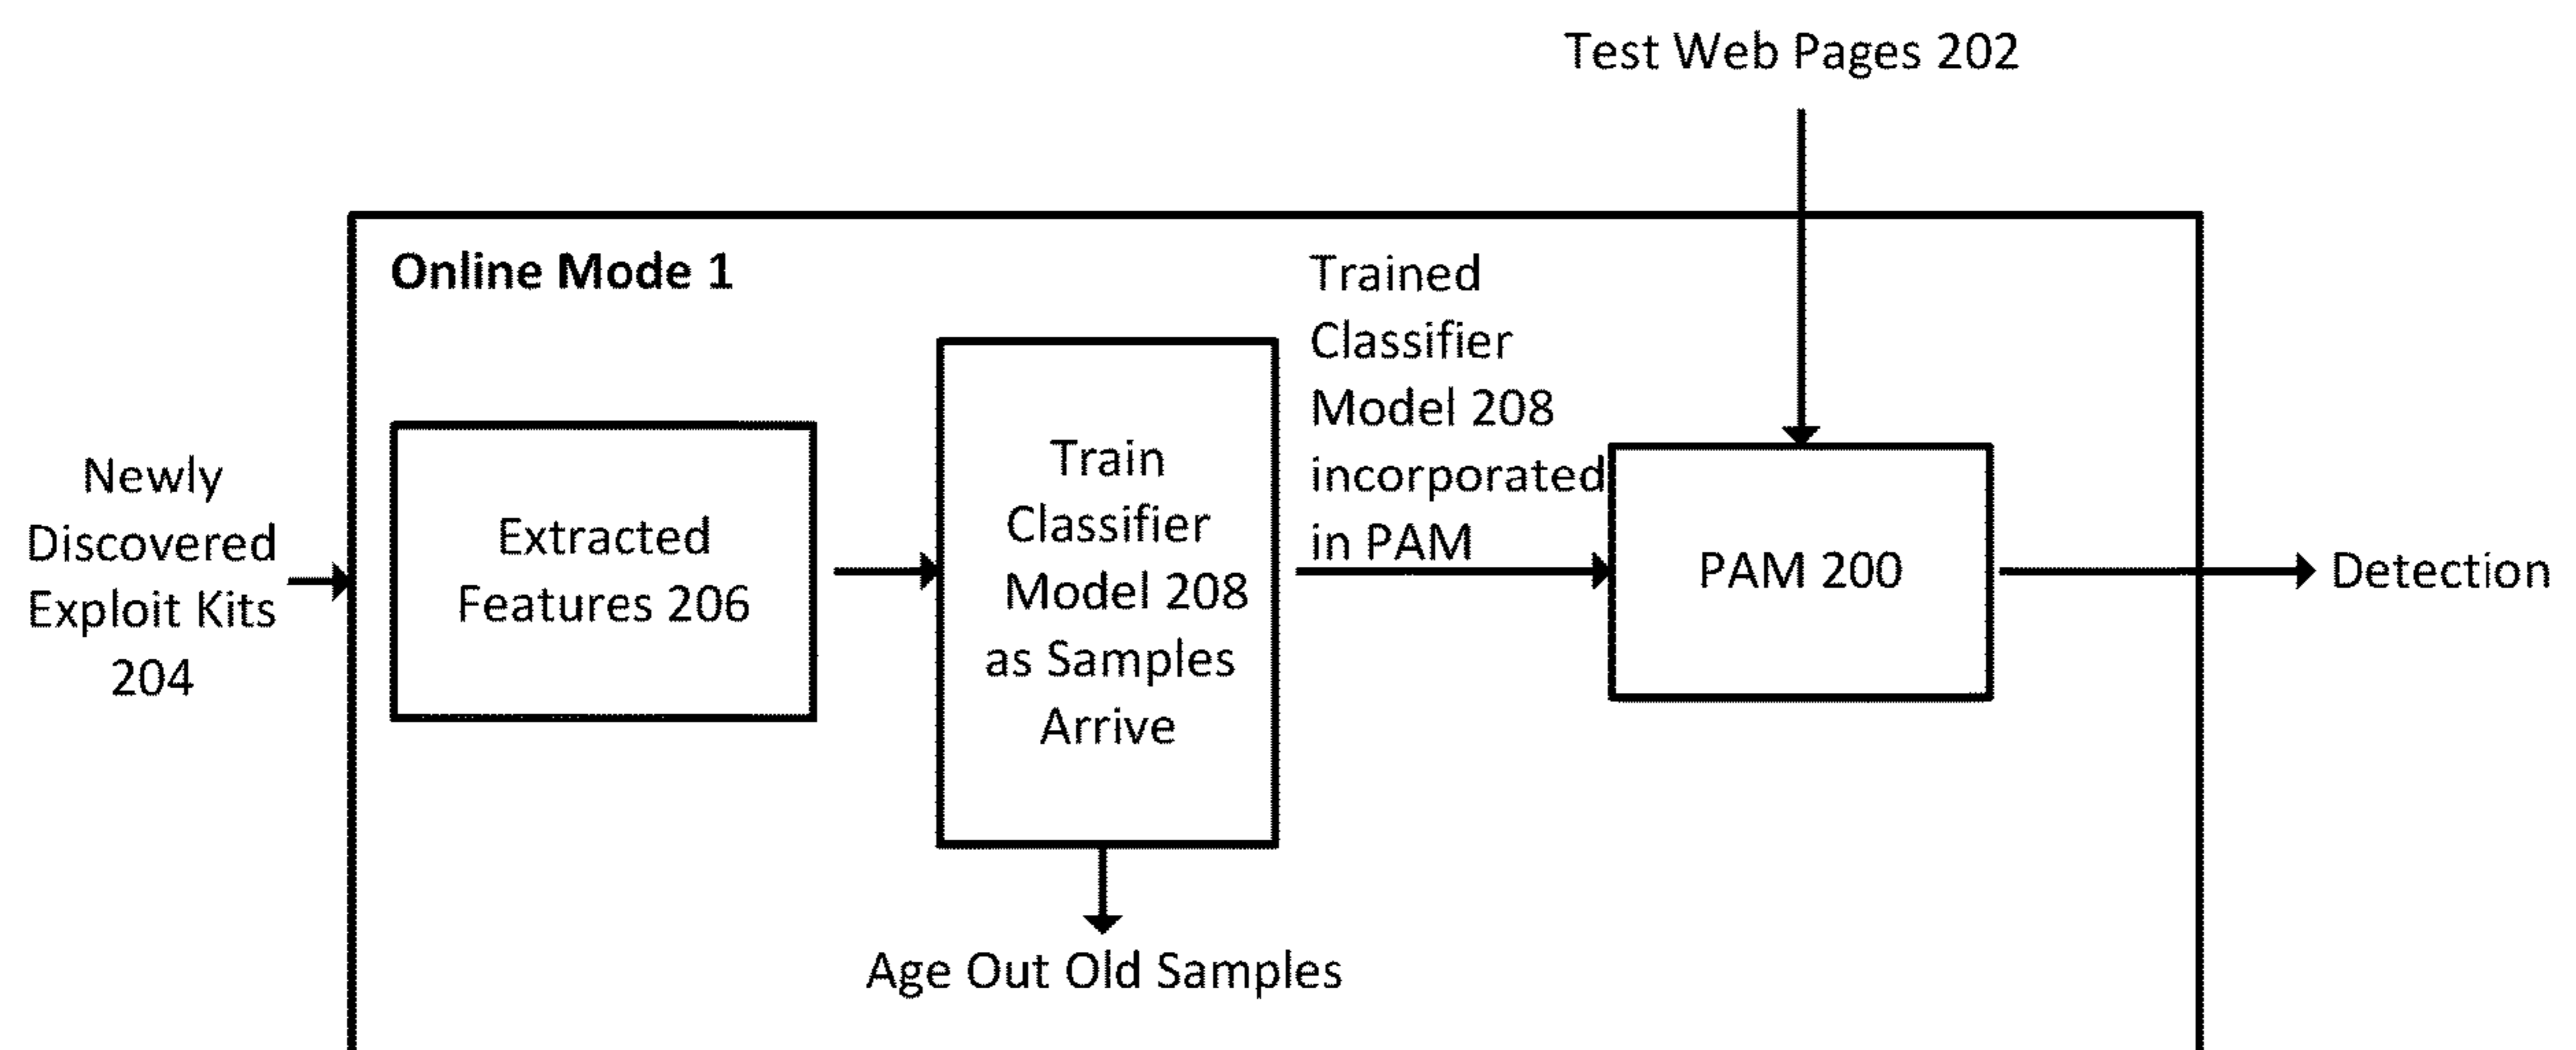 Test Web Pages 202
Online Mode 1
Newly
Discovered
Exploit Kits
204
Extracted
Features 206
Train
Classifier
Model 208
as Samples
Arrive
Age Out Old Samples
Trained
Classifier
Model 208
incorporated
in PAM
PAM 200
Detection